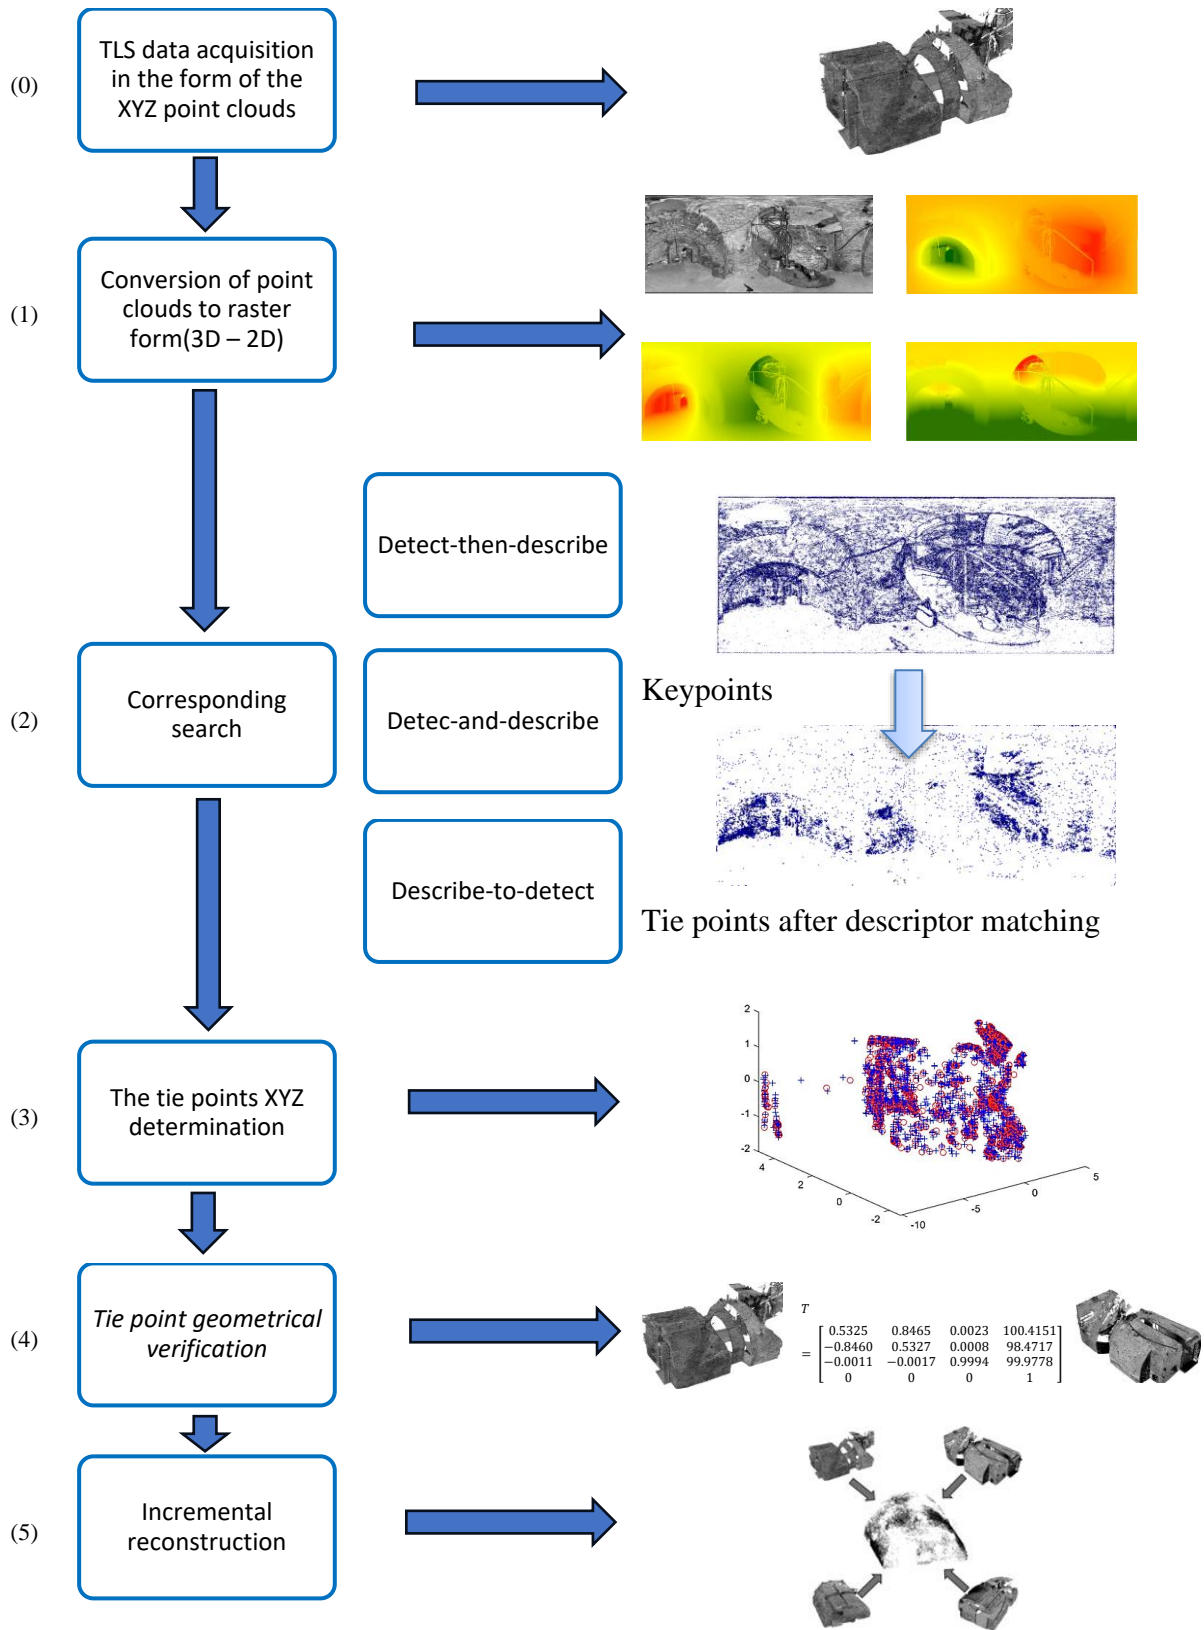 (0)
TLS data acquisition
in the form of the
XYZ point clouds
(1)
Conversion of point
clouds to raster
form(3D – 2D)
(2)
Corresponding
search
Detect-then-describe
Detec-and-describe
Describe-to-detect
Keypoints
Tie points after descriptor matching
(3)
The tie points XYZ
determination
2
1
0
-1
-2
4
2
0
-2
-10
-5
0
5
(4)
Tie point geometrical
verification
T
=
0.5325 0.8465 0.0023 100.4151
−0.8460 0.5327 0.0008 98.4717
−0.0011 −0.0017 0.9994 99.9778
0 0 0 1
(5)
Incremental
reconstruction